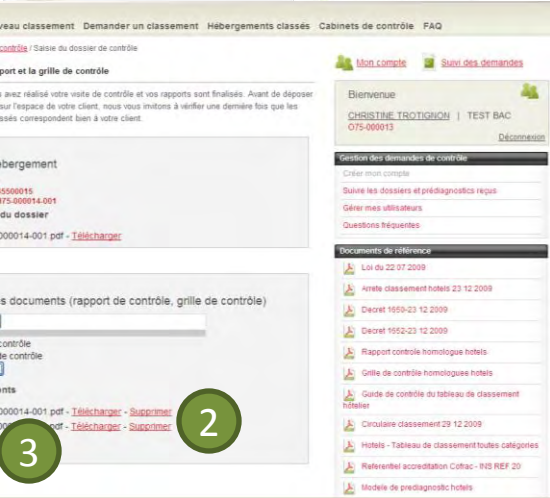 veau classement Demander un classement Hébergements classés Cabinets de contrôle FAQ
contrôle / Saisie du dossier de contrôle
port et la grille de contrôle
avez réalisé votre visite de contrôle et vos rapports sont finalisés. Avant de déposer
sur l'espace de votre client, nous vous invitons à vérifier une dernière fois que les
ssés correspondent bien à votre client.
bergement
5500015
75-000014-001
du dossier
000014-001.pdf - Télécharger
s documents (rapport de contrôle, grille de contrôle)
contrôle
de contrôle
ents
000014-001.pdf - Télécharger - Supprimer
pdf - Télécharger - Supprimer
2
3
Mon compte Suivi des demandes
Bienvenue
CHRISTINE TROTIGNON | TEST BAC
O75-000013
Déconnexion
Gestion des demandes de contrôle
Créer mon compte
Suivre les dossiers et prédiagnostics reçus
Gérer mes utilisateurs
Questions fréquentes
Documents de référence
Loi du 22 07 2009
Arrete classement hotels 23 12 2009
Decret 1650-23 12 2009
Decret 1652-23 12 2009
Rapport controle homologue hotels
Grille de contrôle homologuee hotels
Guide de contrôle du tableau de classement
hôtelier
Circulaire classement 29 12 2009
Hotels - Tableau de classement toutes catégories
Referentiel accreditation Cofrac - INS REF 20
Modele de prediagnostic hotels